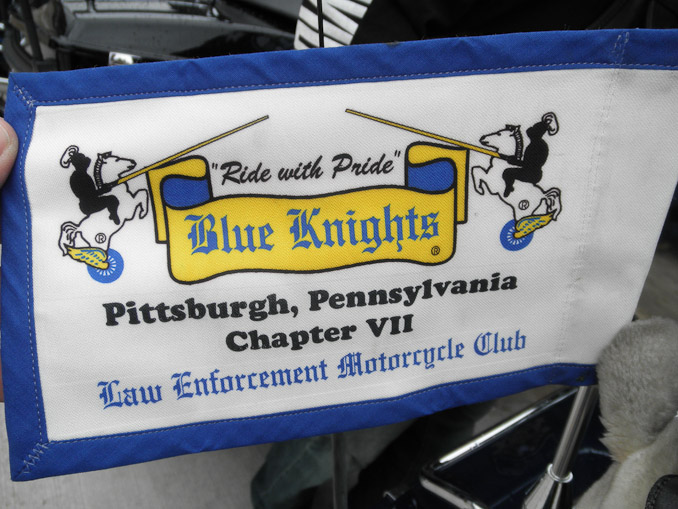 "Ride with Pride"
Blue Knights ®
® ®
Pittsburgh, Pennsylvania
Chapter VII
Law Enforcement Motorcycle Club